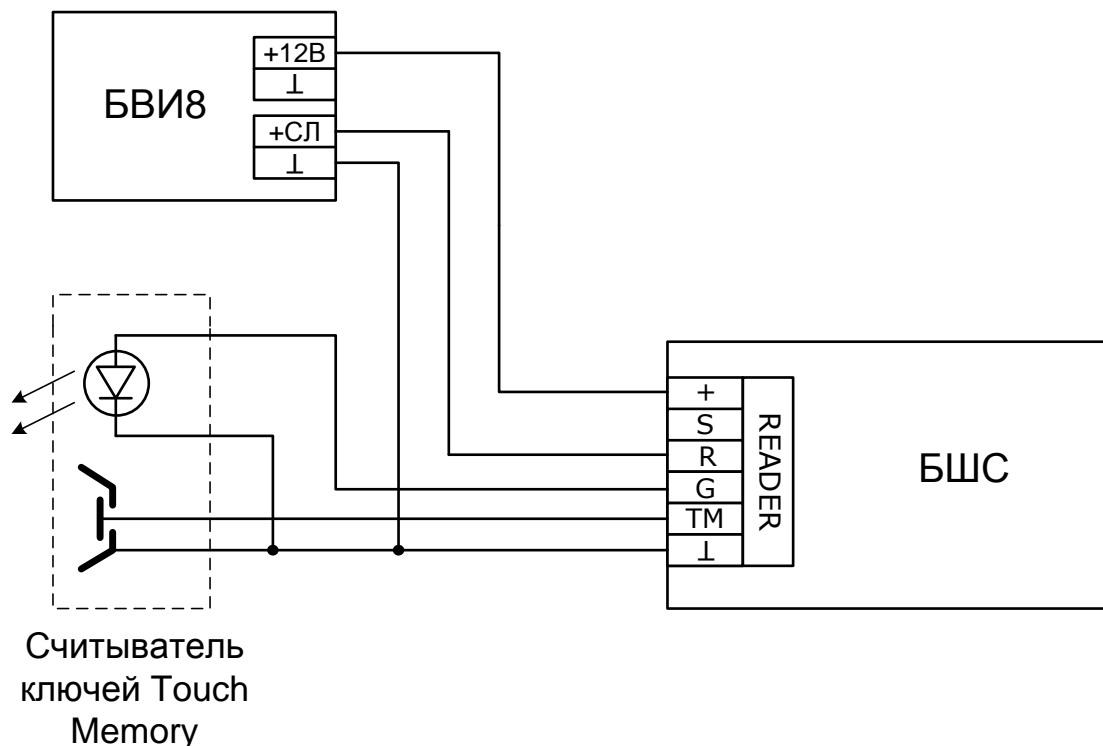 БВИ8
+12В
⊥
+СЛ
⊥
+
S
R
G
TM
⊥
READER
БШС
Считыватель
ключей Touch
Memory